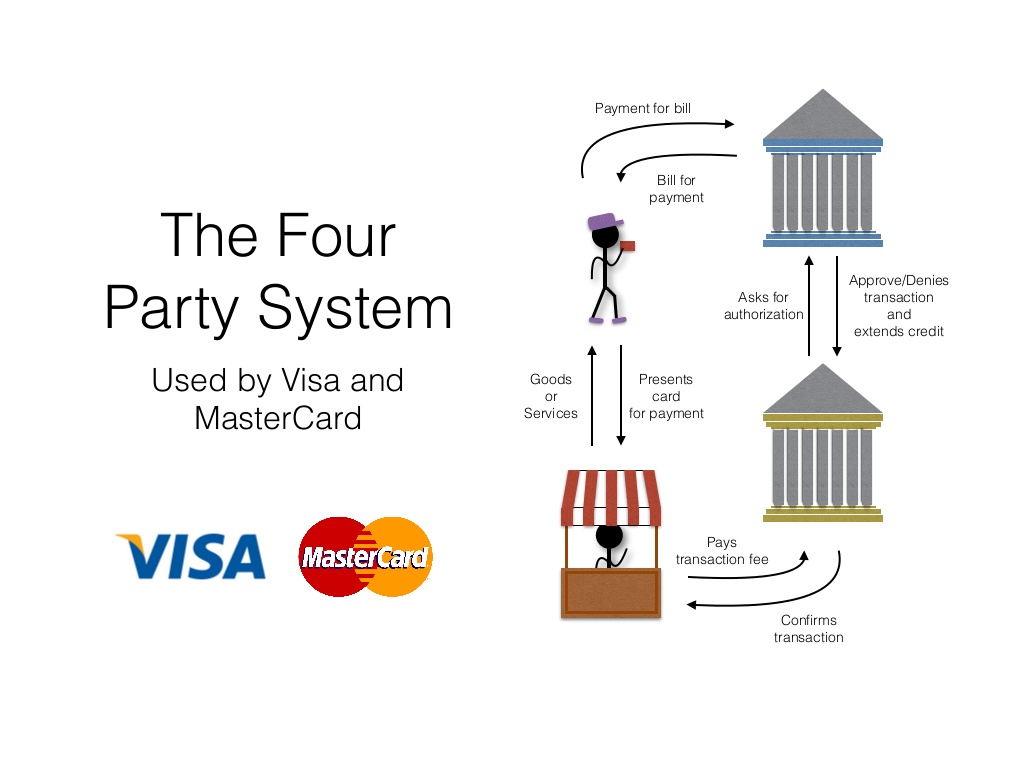 The Four
Party System
Used by Visa and
MasterCard
VISA
MasterCard
Payment for bill
Bill for
payment
Asks for
authorization
Approve/Denies
transaction
and
extends credit
Goods
or
Services
Presents
card
for payment
Pays
transaction fee
Confirms
transaction